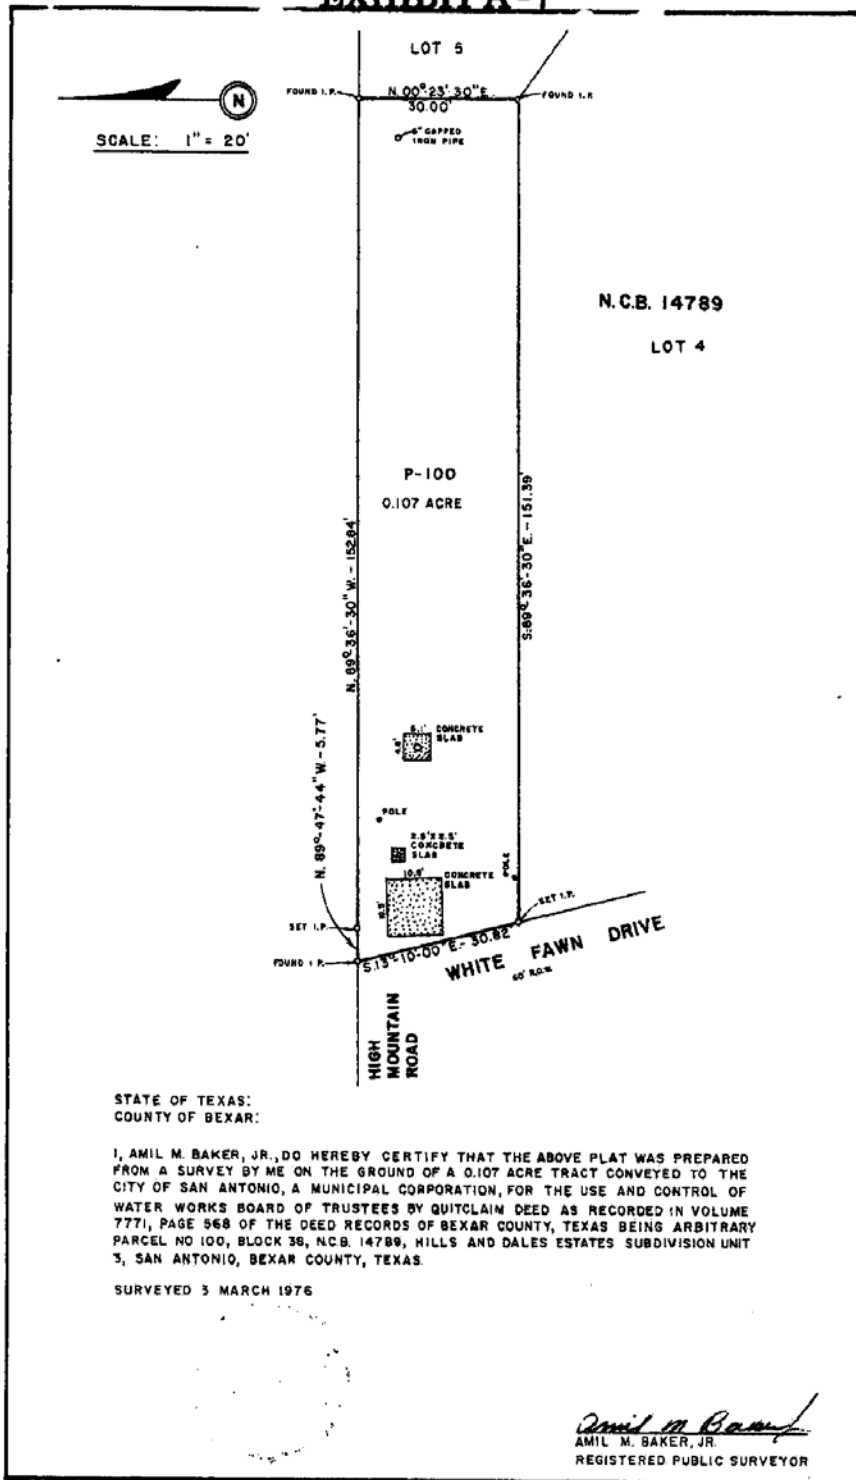 EXHIBIT A-1
LOT 5
FOUND I.P.
N. 00°-23'-30" E.
30.00'
FOUND I.P.
N
SCALE: 1" = 20'
6" CAPPED
IRON PIPE
N.C.B. 14789
LOT 4
P-100
0.107 ACRE
N. 89°-36'-30" W. - 152.84'
S. 89°-36'-30" E. - 151.39'
N. 89°-47'-44" W. - 5.77'
CONCRETE
SLAB
POLE
CONCRETE
SLAB
CONCRETE
SLAB
POLE
SET I.P.
SET I.P.
FOUND I.P.
S. 13°-10'-00" E. - 30.82'
WHITE FAWN DRIVE
60' R.O.W.
HIGH
MOUNTAIN
ROAD
STATE OF TEXAS:
COUNTY OF BEXAR:
I, AMIL M. BAKER, JR., DO HEREBY CERTIFY THAT THE ABOVE PLAT WAS PREPARED
FROM A SURVEY BY ME ON THE GROUND OF A 0.107 ACRE TRACT CONVEYED TO THE
CITY OF SAN ANTONIO, A MUNICIPAL CORPORATION, FOR THE USE AND CONTROL OF
WATER WORKS BOARD OF TRUSTEES BY QUITCLAIM DEED AS RECORDED IN VOLUME
7771, PAGE 568 OF THE DEED RECORDS OF BEXAR COUNTY, TEXAS BEING ARBITRARY
PARCEL NO 100, BLOCK 38, N.C.B. 14789, HILLS AND DALES ESTATES SUBDIVISION UNIT
3, SAN ANTONIO, BEXAR COUNTY, TEXAS.
SURVEYED 3 MARCH 1976
Amil M Baker Jr
AMIL M. BAKER, JR.
REGISTERED PUBLIC SURVEYOR